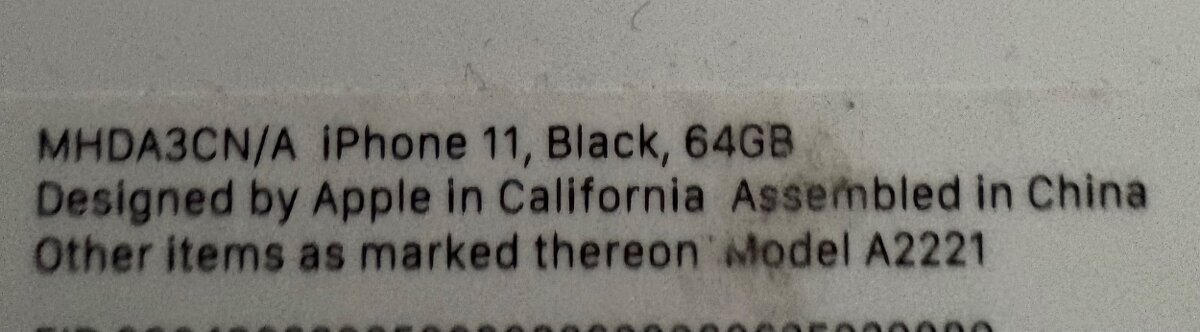 MHDA3CN/A iPhone 11, Black, 64GB
Designed by Apple in California Assembled in China
Other items as marked thereon Model A2221